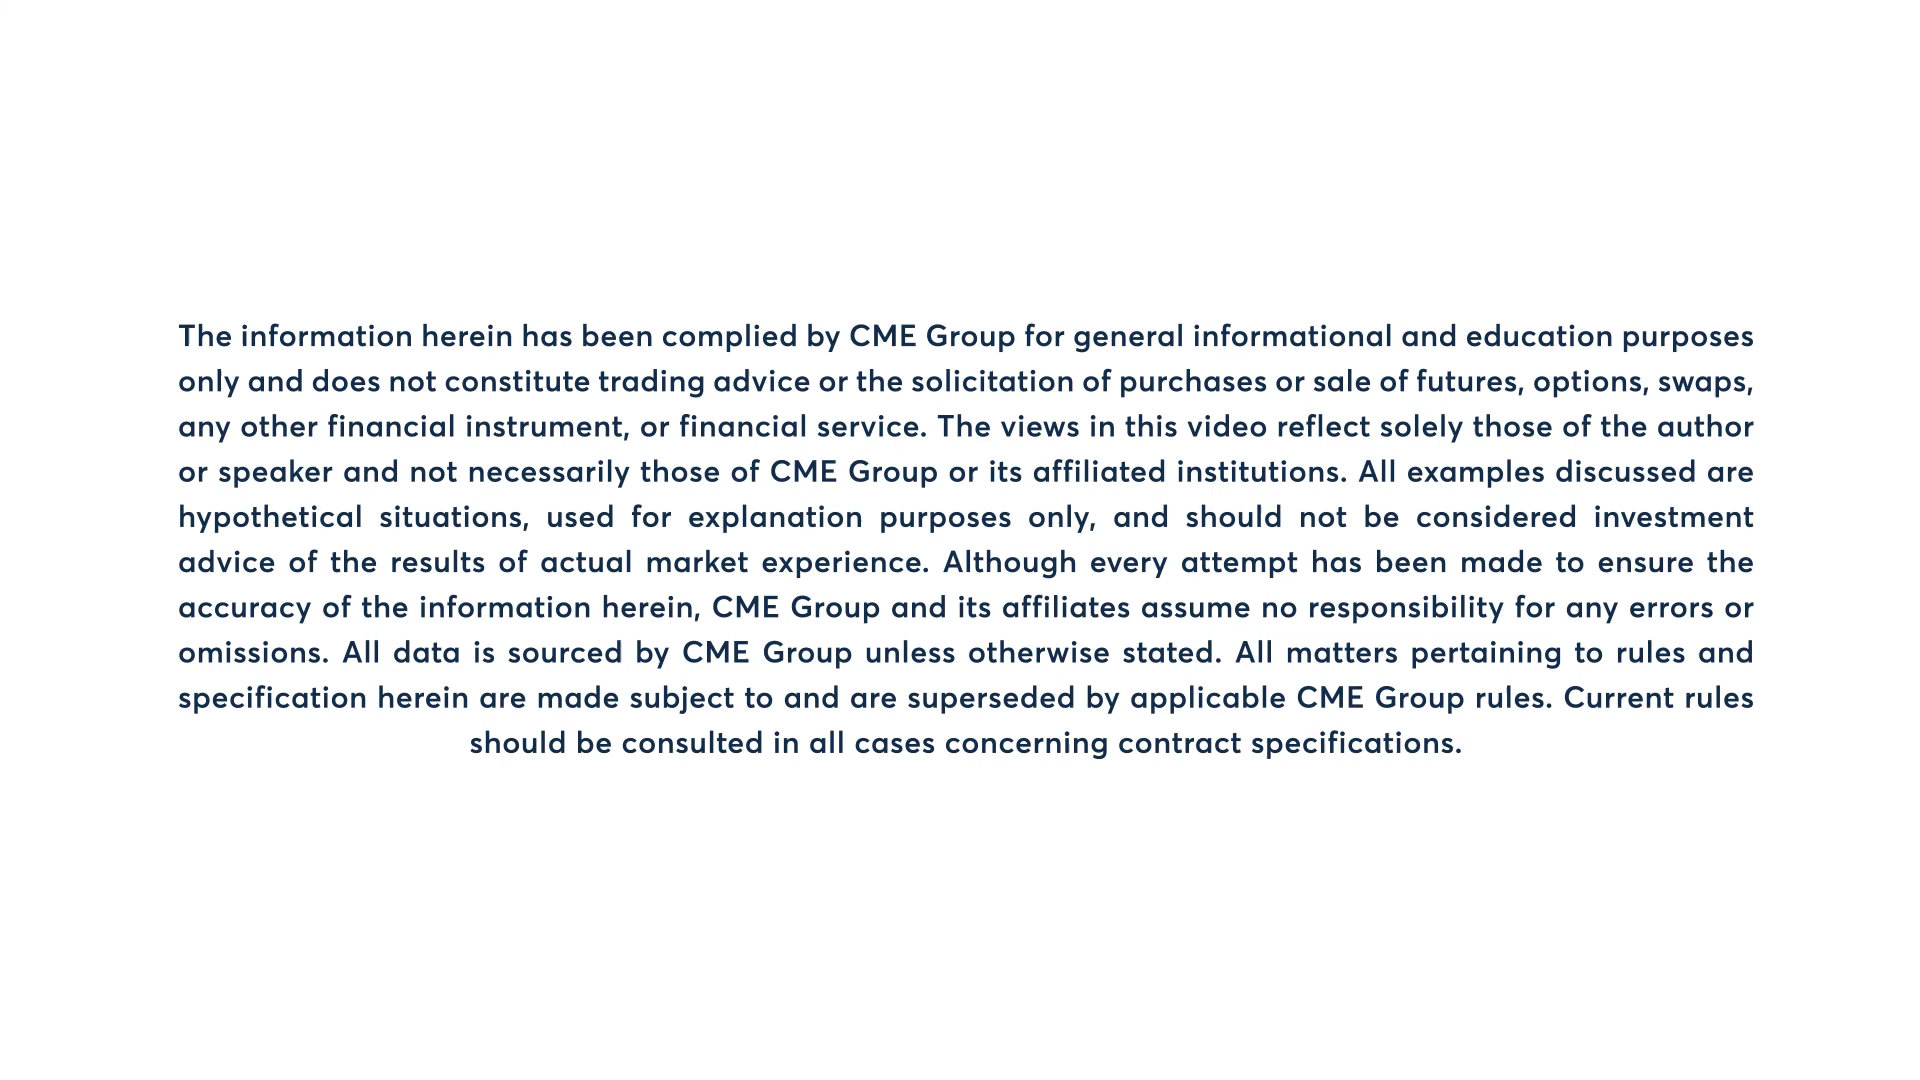 The information herein has been complied by CME Group for general informational and education purposes
only and does not constitute trading advice or the solicitation of purchases or sale of futures, options, swaps,
any other financial instrument, or financial service. The views in this video reflect solely those of the author
or speaker and not necessarily those of CME Group or its affiliated institutions. All examples discussed are
hypothetical situations, used for explanation purposes only, and should not be considered investment
advice of the results of actual market experience. Although every attempt has been made to ensure the
accuracy of the information herein, CME Group and its affiliates assume no responsibility for any errors or
omissions. All data is sourced by CME Group unless otherwise stated. All matters pertaining to rules and
specification herein are made subject to and are superseded by applicable CME Group rules. Current rules
should be consulted in all cases concerning contract specifications.